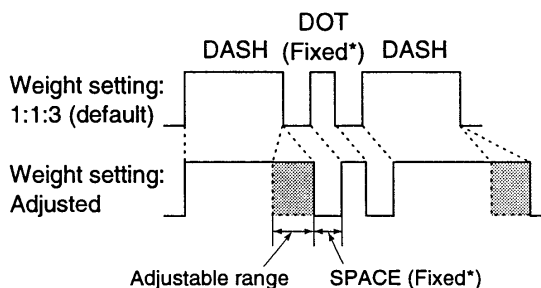 DOT
DASH (Fixed*) DASH
Weight setting:
1:1:3 (default)
Weight setting:
Adjusted
Adjustable range SPACE (Fixed*)